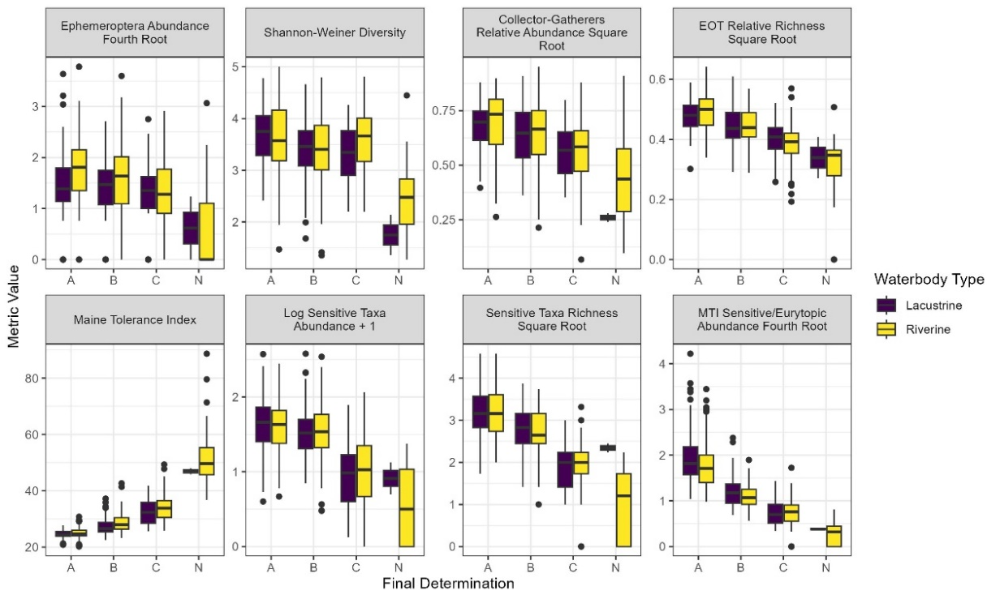 Ephemeroptera Abundance
Fourth Root
Shannon-Weiner Diversity
Collector-Gatherers
Relative Abundance Square
Root
EOT Relative Richness
Square Root
3
2
1
0
A B C N
5
4
3
2
A B C N
0.75
0.50
0.25
A B C N
0.6
0.4
0.2
0.0
A B C N
Metric Value
Maine Tolerance Index
Log Sensitive Taxa
Abundance + 1
Sensitive Taxa Richness
Square Root
MTI Sensitive/Eurytopic
Abundance Fourth Root
80
60
40
20
A B C N
2
1
0
A B C N
4
3
2
1
0
A B C N
4
3
2
1
0
A B C N
Final Determination
Waterbody Type
Lacustrine
Riverine